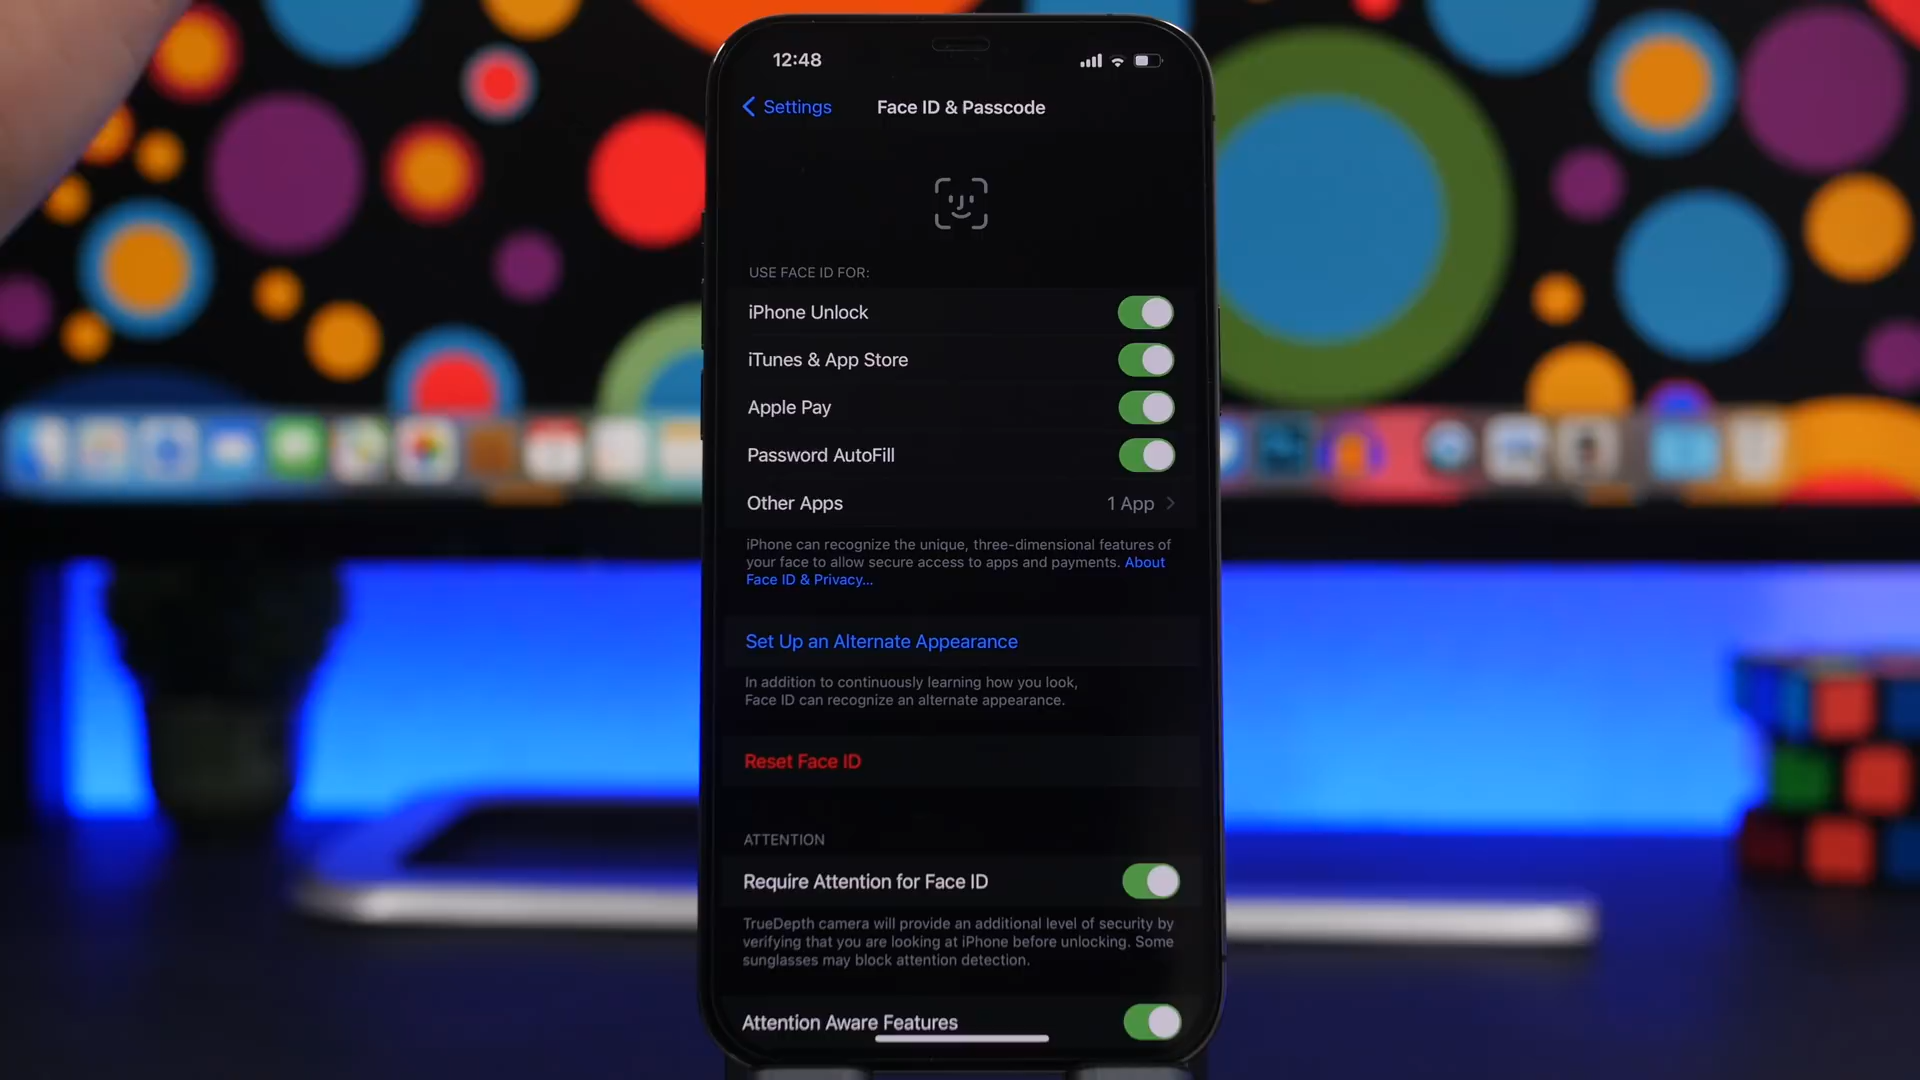 12:48
Settings
Face ID & Passcode
USE FACE ID FOR:
iPhone Unlock
iTunes & App Store
Apple Pay
Password AutoFill
Other Apps
1 App
iPhone can recognize the unique, three-dimensional features of
your face to allow secure access to apps and payments. About
Face ID & Privacy...
Set Up an Alternate Appearance
In addition to continuously learning how you look,
Face ID can recognize an alternate appearance.
Reset Face ID
ATTENTION
Require Attention for Face ID
TrueDepth camera will provide an additional level of security by
verifying that you are looking at iPhone before unlocking. Some
sunglasses may block attention detection.
Attention Aware Features